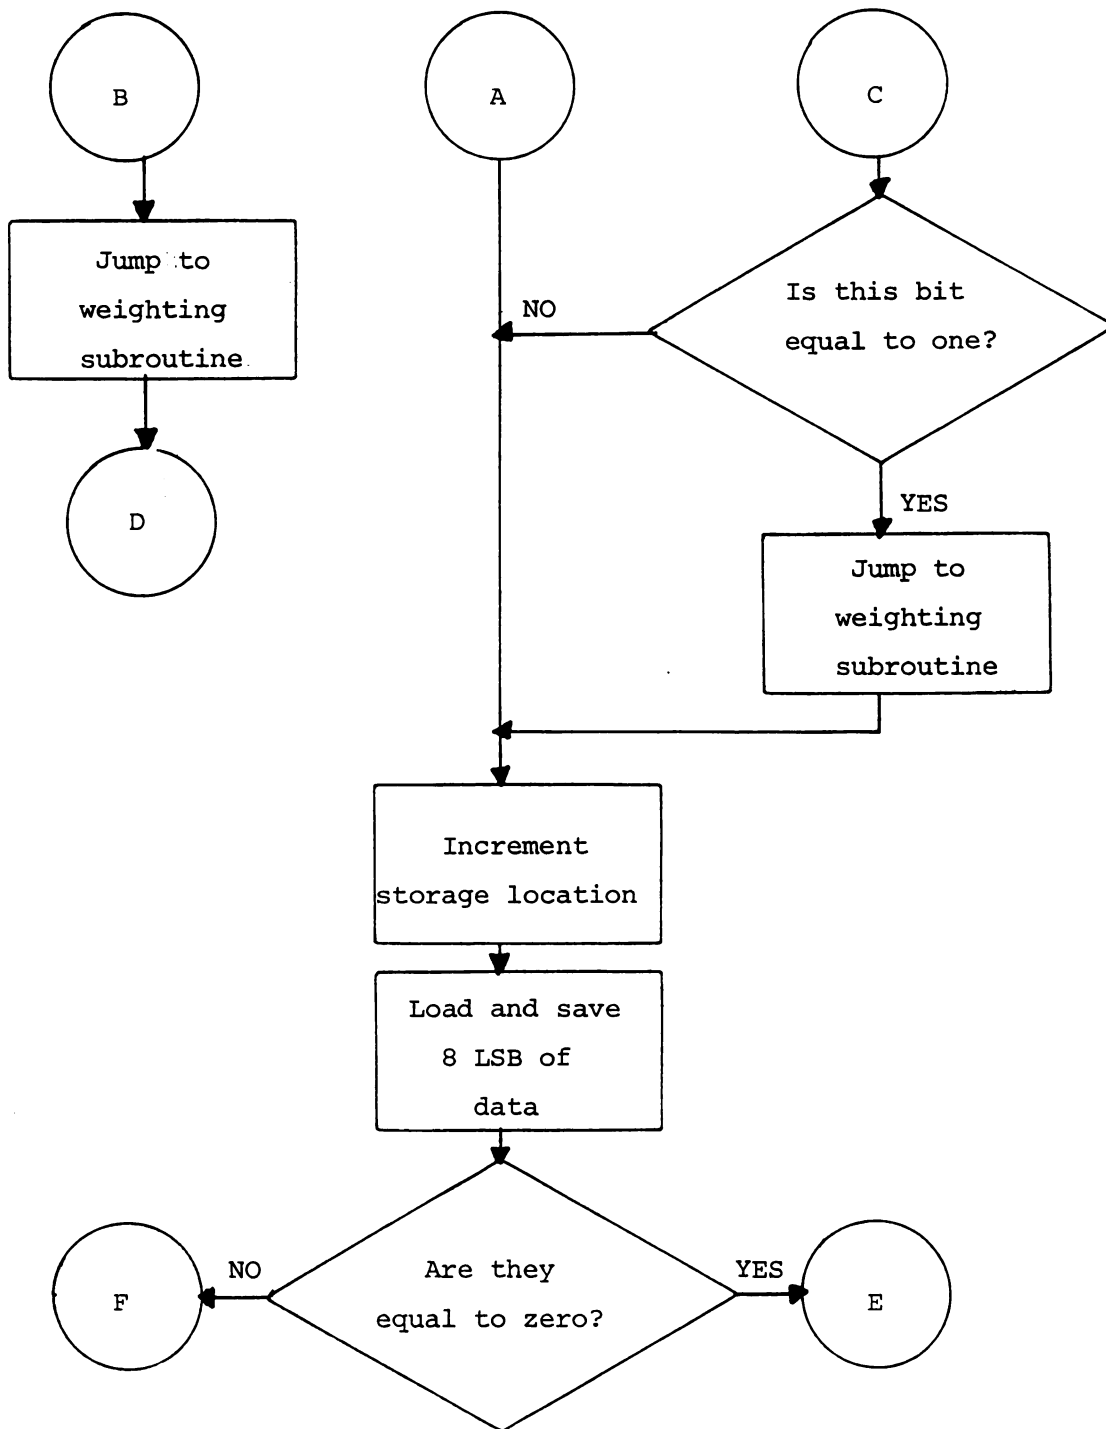 B
A
C
Jump to
weighting
subroutine
D
NO
Is this bit
equal to one?
YES
Jump to
weighting
subroutine
Increment
storage location
Load and save
8 LSB of
data
F
NO
Are they
equal to zero?
YES
E